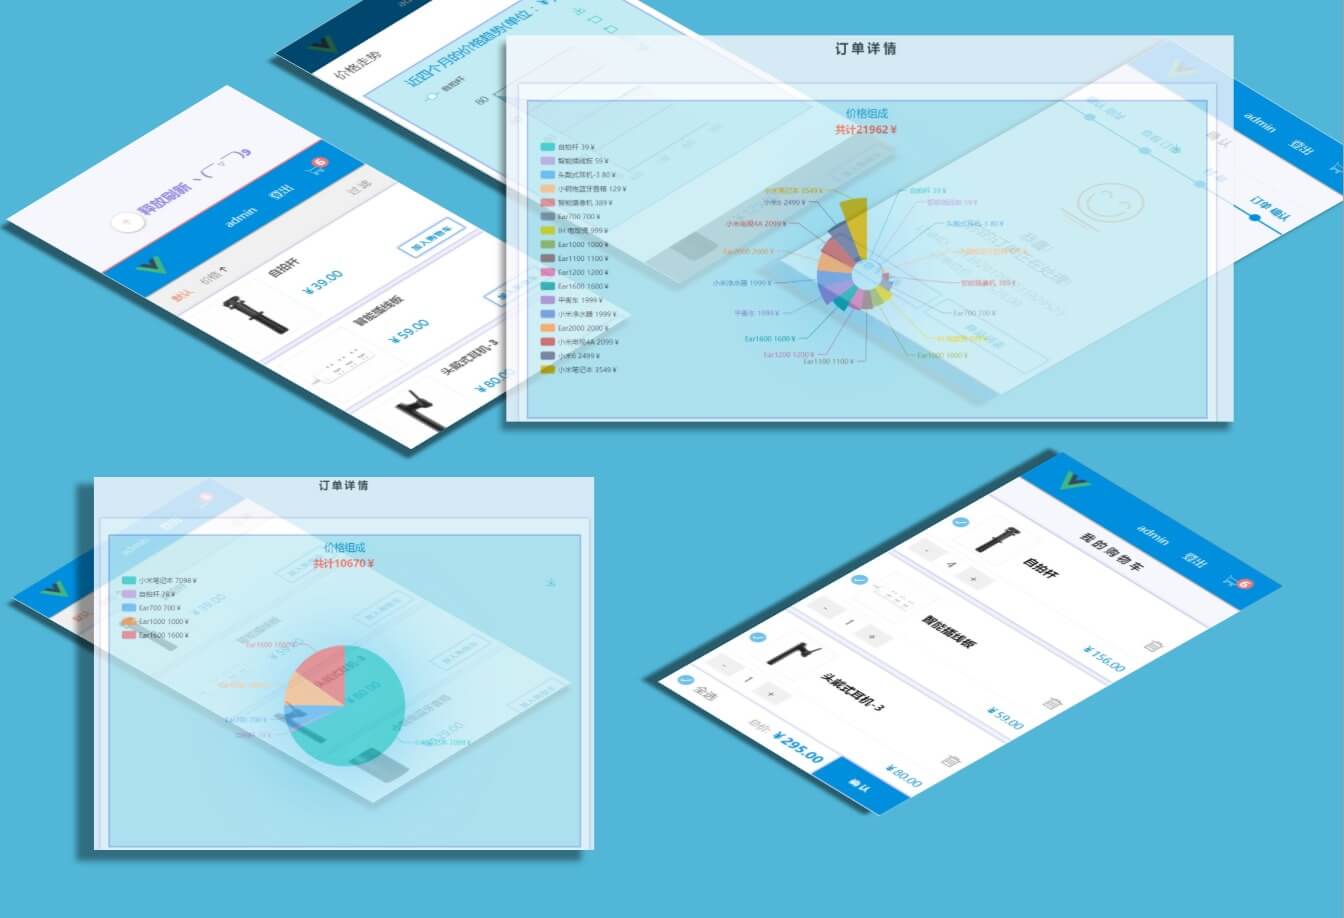 价格走势
近四个月的价格趋势(单位：¥
自拍杆
80
释放刷新
admin
登出
6
默认
价格↑
过滤
自拍杆
¥39.00
加入购物车
智能插线板
¥59.00
头戴式耳机-3
¥80.00
订单详情
价格组成
共计21962 ¥
自拍杆 39 ¥
智能插线板 59 ¥
头戴式耳机-3 80 ¥
小钢炮蓝牙音箱 129 ¥
智能摄像机 389 ¥
Ear700 700 ¥
IH 电饭煲 999 ¥
Ear1000 1000 ¥
Ear1100 1100 ¥
Ear1200 1200 ¥
Ear1600 1600 ¥
平衡车 1999 ¥
小米净水器 1999 ¥
Ear2000 2000 ¥
小米电视4A 2099 ¥
小米6 2499 ¥
小米笔记本 3549 ¥
小米笔记本 3549 ¥
小米6 2499 ¥
小米电视4A 2099 ¥
Ear2000 2000 ¥
小米净水器 1999 ¥
平衡车 1999 ¥
Ear1600 1600 ¥
Ear1200 1200 ¥
Ear1100 1100 ¥
自拍杆 39 ¥
智能插线板 59 ¥
头戴式耳机-3 80 ¥
智能摄像机 389 ¥
Ear700 700 ¥
Ear1000 1000 ¥
admin
登出
订单确认
订单详情
价格组成
共计10670 ¥
小米笔记本 7098 ¥
自拍杆 78 ¥
Ear700 700 ¥
Ear1000 1000 ¥
Ear1600 1600 ¥
Ear1600 1600 ¥
Ear700 700 ¥
admin
登出
6
我的购物车
自拍杆
- 4 +
¥156.00
智能插线板
- 1 +
¥59.00
头戴式耳机-3
- 1 +
¥80.00
全选
总价:
¥295.00
确认